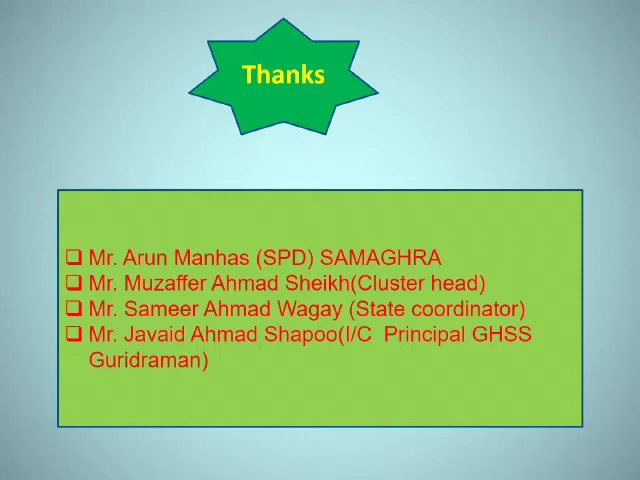 Thanks
❑ Mr. Arun Manhas (SPD) SAMAGHRA
❑ Mr. Muzaffer Ahmad Sheikh(Cluster head)
❑ Mr. Sameer Ahmad Wagay (State coordinator)
❑ Mr. Javaid Ahmad Shapoo(I/C  Principal GHSS
Guridraman)